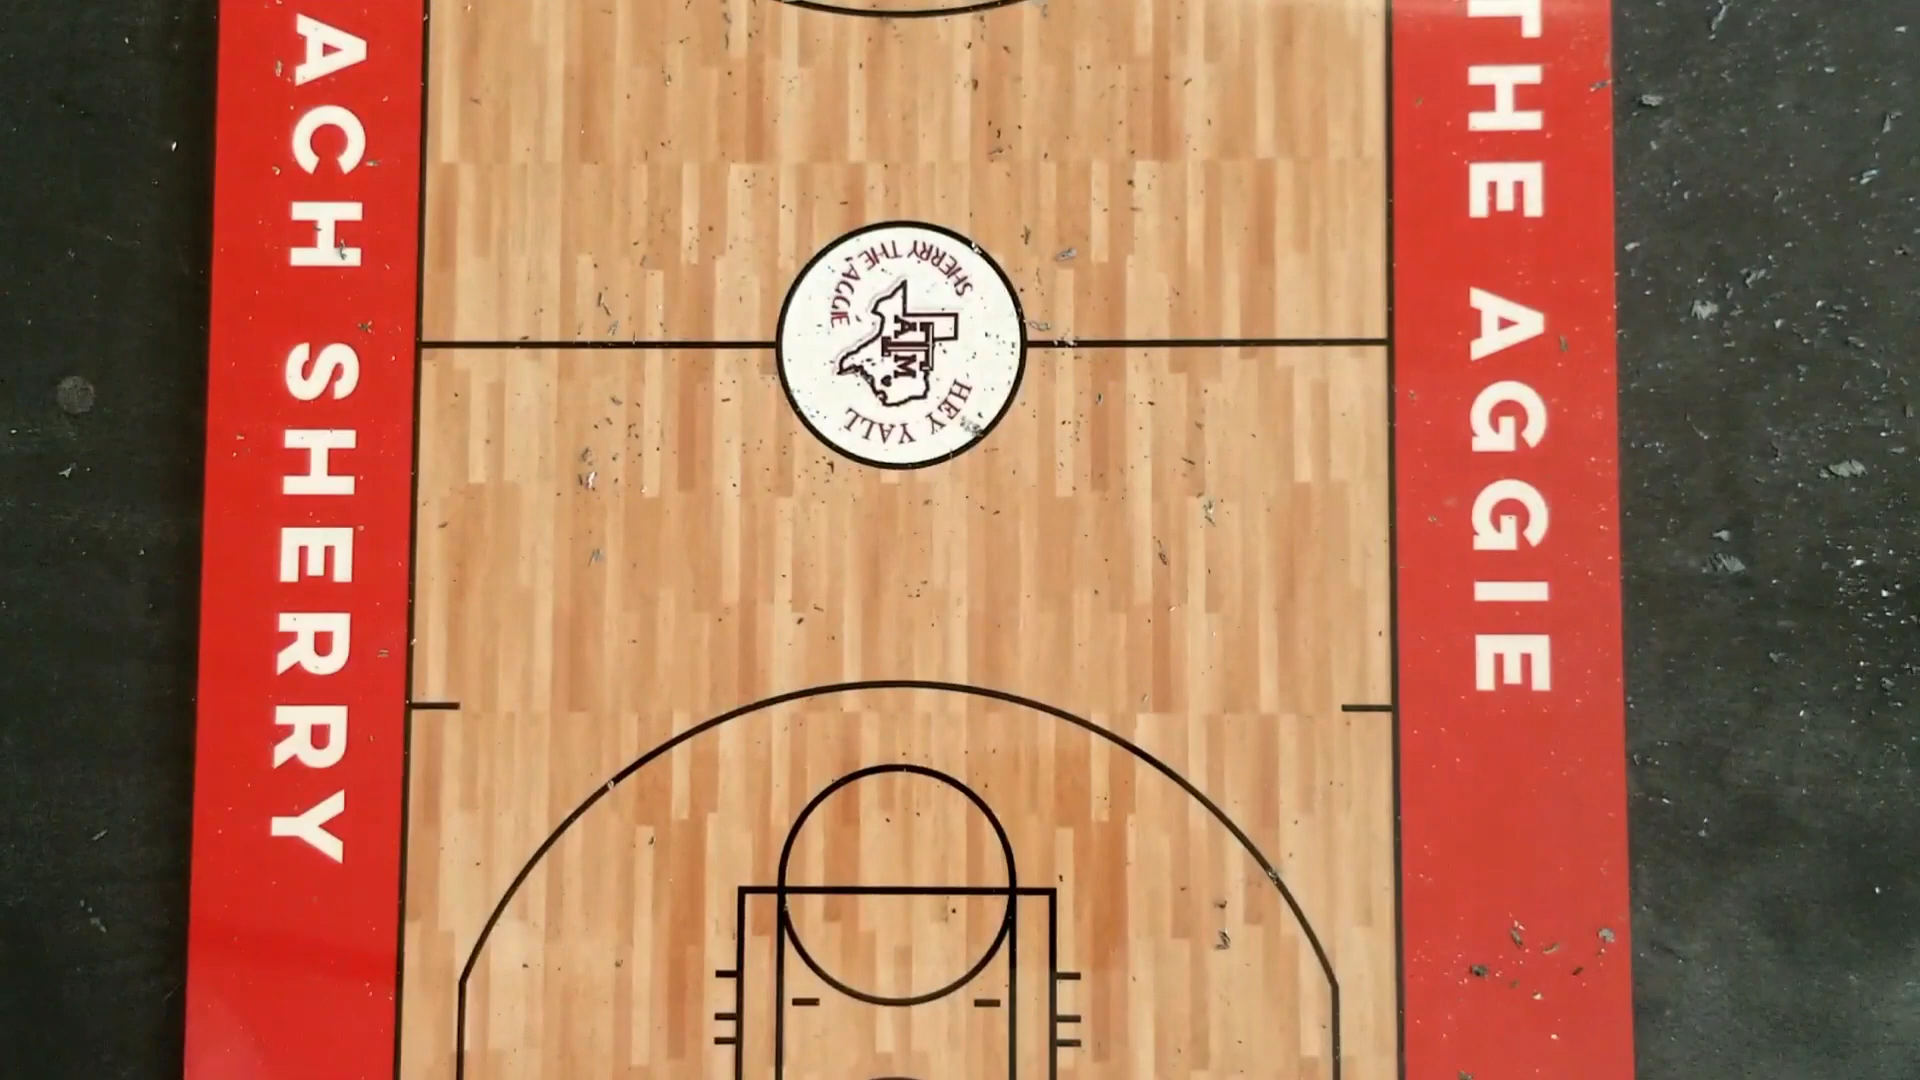 ACH SHERRY
SHERRY THE AGGIE
ATM
HEY YALL
THE AGGIE